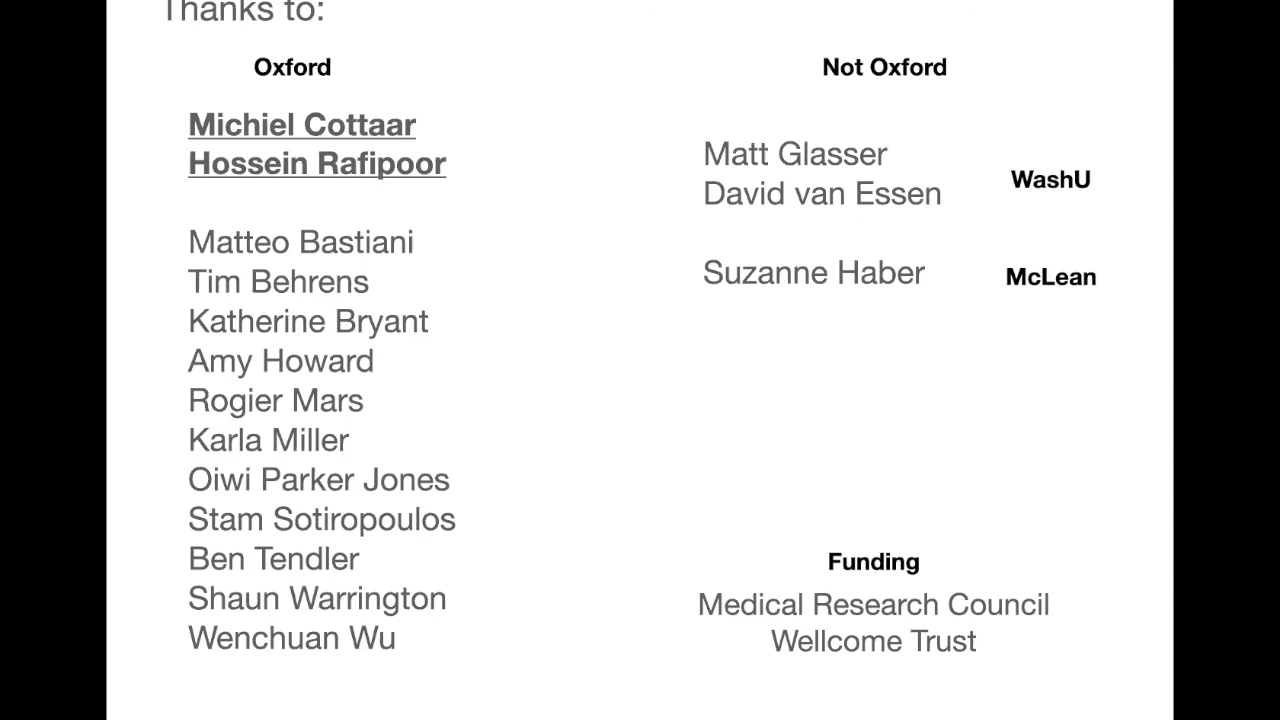 Thanks to:
Oxford
Michiel Cottaar
Hossein Rafipoor
Matteo Bastiani
Tim Behrens
Katherine Bryant
Amy Howard
Rogier Mars
Karla Miller
Oiwi Parker Jones
Stam Sotiropoulos
Ben Tendler
Shaun Warrington
Wenchuan Wu
Not Oxford
Matt Glasser
David van Essen
WashU
Suzanne Haber
McLean
Funding
Medical Research Council
Wellcome Trust